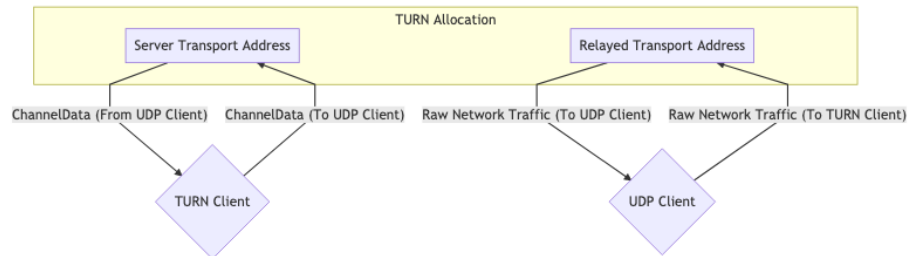 TURN Allocation
Server Transport Address
Relayed Transport Address
ChannelData (From UDP Client)
ChannelData (To UDP Client)
Raw Network Traffic (To UDP Client)
Raw Network Traffic (To TURN Client)
TURN Client
UDP Client